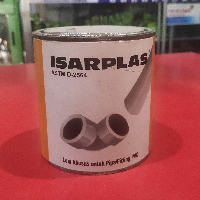 ISARPLAS
ASTM D-2564
Lem khusus untuk Pipa/Fitting PVC